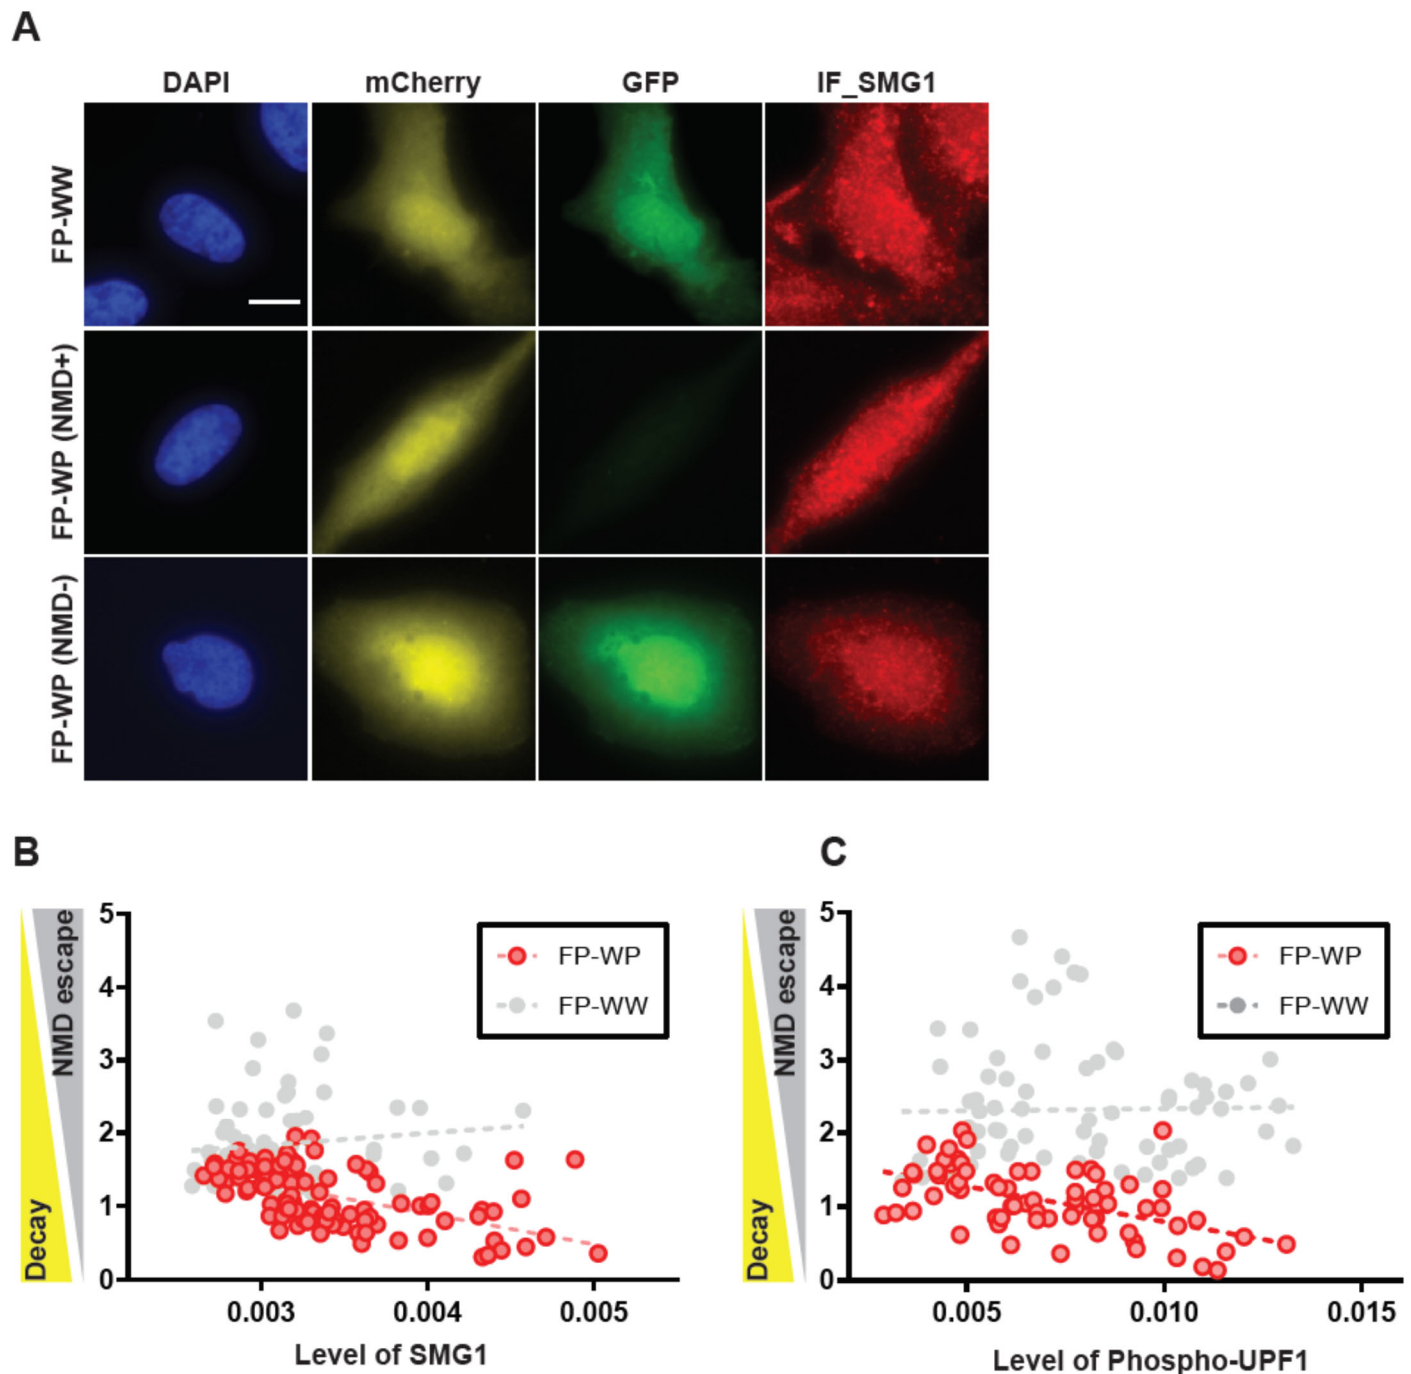 A
DAPI mCherry GFP IF_SMG1
FP-WW
FP-WP (NMD+)
FP-WP (NMD-)
B
NMD escape
Decay
5
4
3
2
1
0
FP-WP
FP-WW
0.003 0.004 0.005
Level of SMG1
C
NMD escape
Decay
5
4
3
2
1
0
FP-WP
FP-WW
0.005 0.010 0.015
Level of Phospho-UPF1